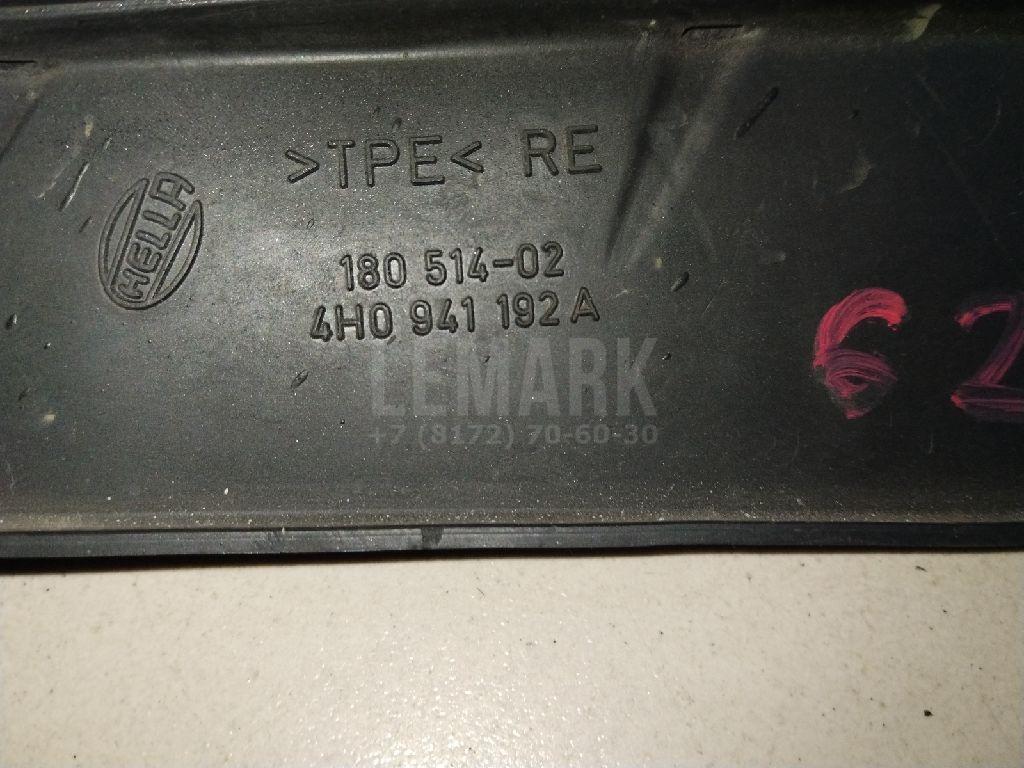 >TPE< RE
HELLA
180 514-02
4H0 941 192 A
62
LEMARK
+7 (8172) 70-60-30